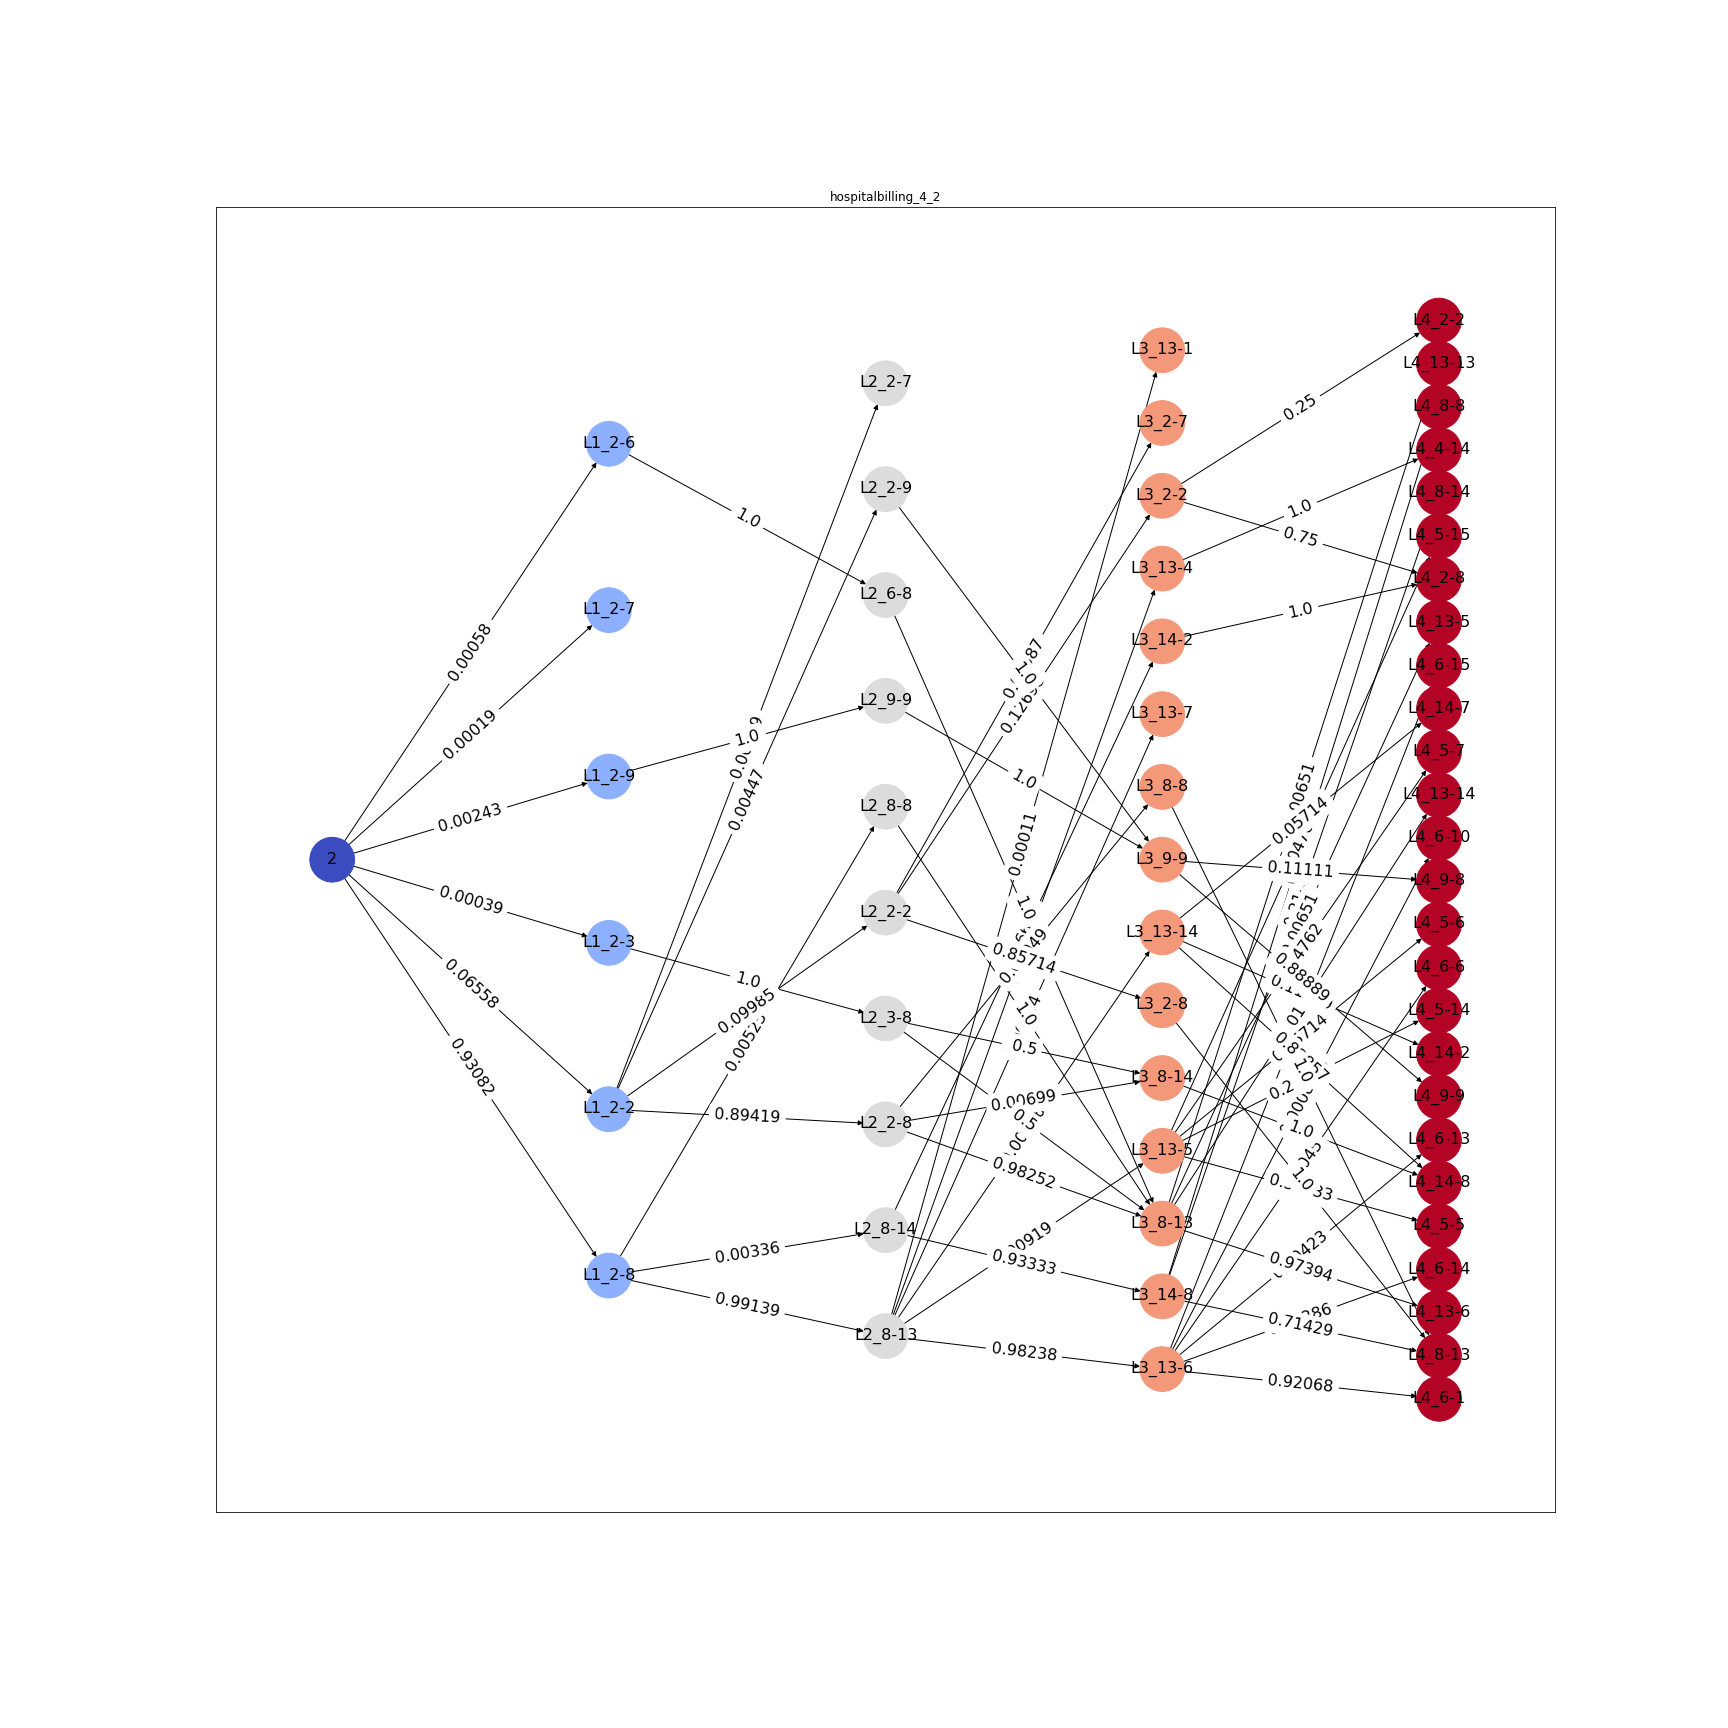 hospitalbilling_4_2
2
L1_2-6
L1_2-7
L1_2-9
L1_2-3
L1_2-2
L1_2-8
L2_2-7
L2_2-9
L2_6-8
L2_9-9
L2_8-8
L2_2-2
L2_3-8
L2_2-8
L2_8-14
L2_8-13
L3_13-1
L3_2-7
L3_2-2
L3_13-4
L3_14-2
L3_13-7
L3_8-8
L3_9-9
L3_13-14
L3_2-8
L3_8-14
L3_13-5
L3_8-13
L3_14-8
L3_13-6
L4_2-2
L4_13-13
L4_8-8
L4_4-14
L4_8-14
L4_5-15
L4_2-8
L4_13-5
L4_6-15
L4_14-7
L4_5-7
L4_13-14
L4_6-10
L4_9-8
L4_5-6
L4_6-6
L4_5-14
L4_14-2
L4_9-9
L4_6-13
L4_14-8
L4_5-5
L4_6-14
L4_13-6
L4_8-13
L4_6-1
0.00058
0.00019
0.00243
0.00039
0.06558
0.93082
1.0
1.0
0.00447
1.0
0.09985
0.89419
0.00336
0.99139
1.0
1.0
0.00011
1.0
0.85714
1.0
0.5
0.00699
0.5
0.98252
0.93333
0.98238
0.25
1.0
0.75
1.0
0.05714
0.11111
0.88889
1.0
0.2
1.0
1.0
0.97394
0.71429
0.92068